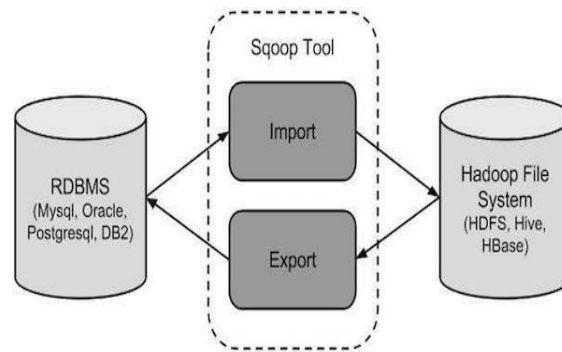 Sqoop Tool
Import
RDBMS
(Mysql, Oracle,
Postgresql, DB2)
Hadoop File
System
(HDFS, Hive,
HBase)
Export